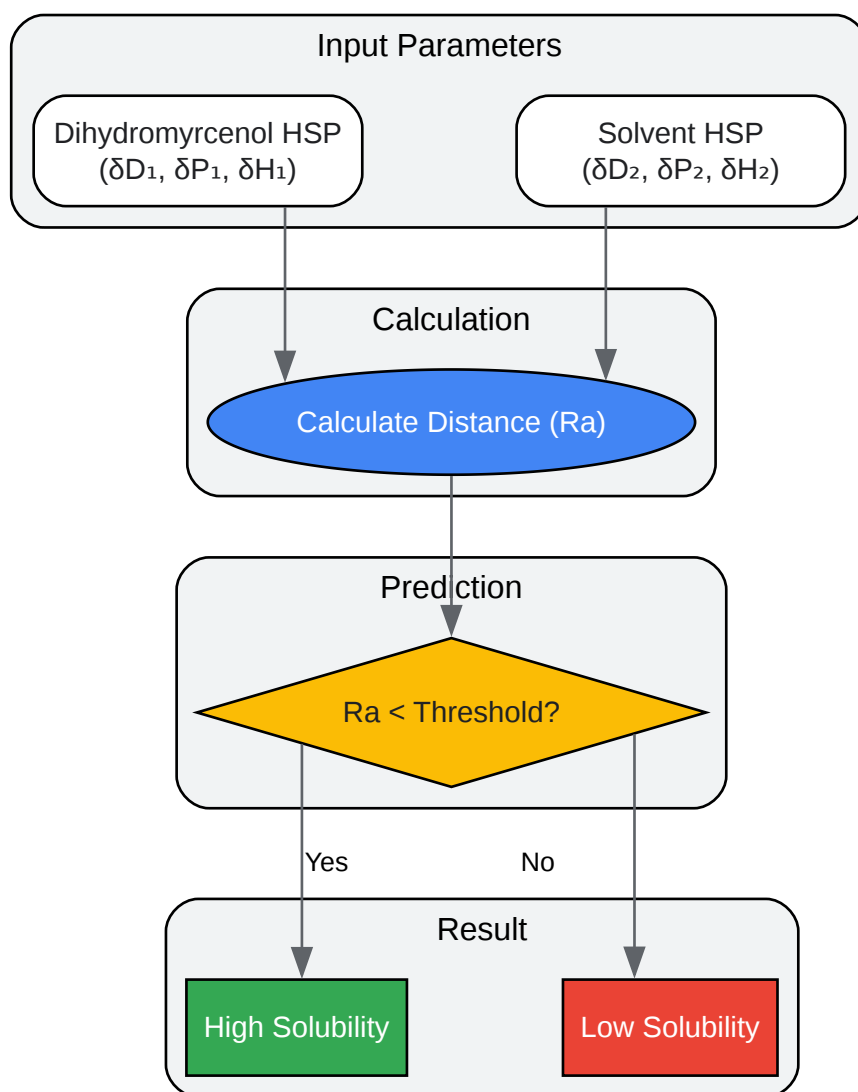 Input Parameters
Dihydromyrcenol HSP
(δD₁, δP₁, δH₁)
Solvent HSP
(δD₂, δP₂, δH₂)
Calculation
Calculate Distance (Ra)
Prediction
Ra < Threshold?
Yes
No
Result
High Solubility
Low Solubility